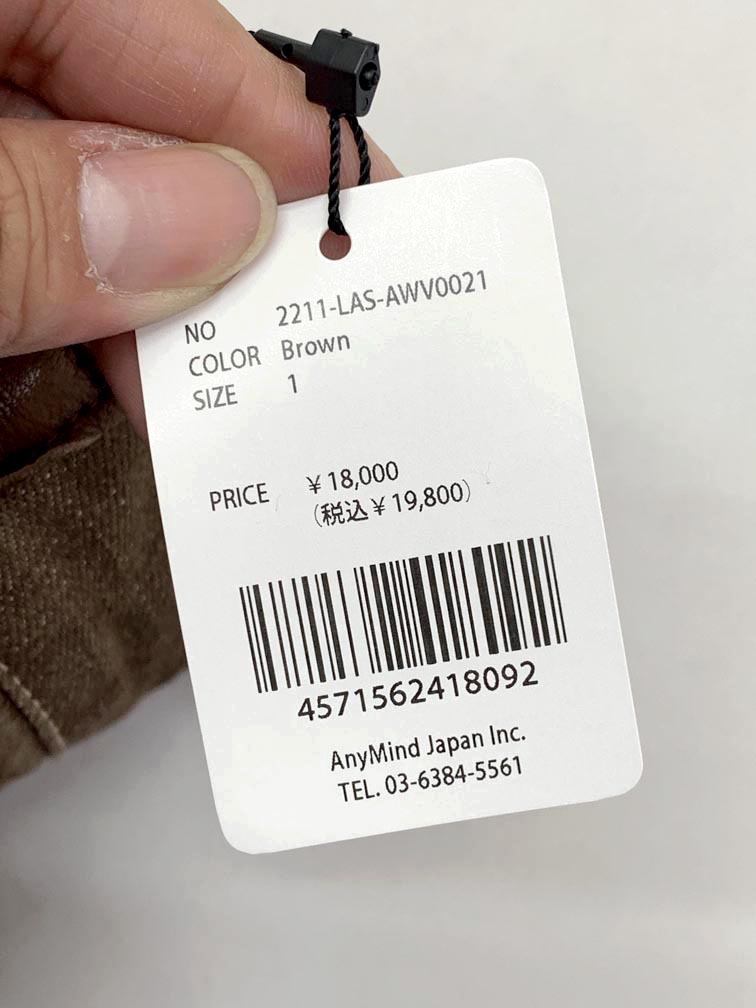 NO 2211-LAS-AWV0021
COLOR Brown
SIZE 1
PRICE ¥18,000
(税込¥19,800)
4571562418092
AnyMind Japan Inc.
TEL. 03-6384-5561